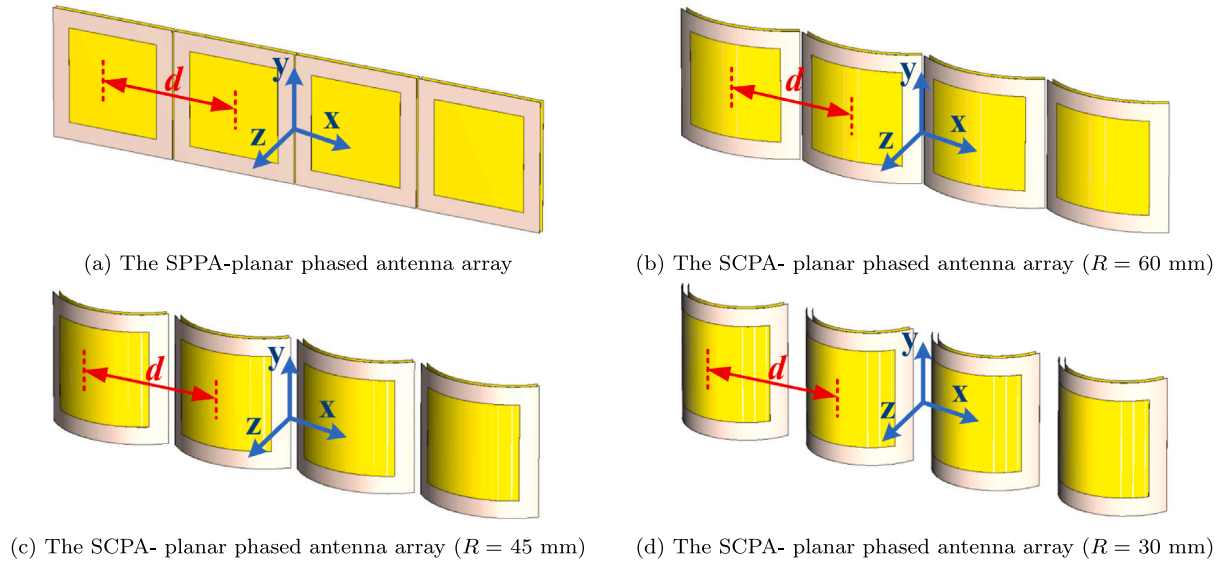 d
y
x
z
d
y
x
z
(a) The SPPA-planar phased antenna array
(b) The SCPA- planar phased antenna array (R = 60 mm)
d
y
x
z
d
y
x
z
(c) The SCPA- planar phased antenna array (R = 45 mm)
(d) The SCPA- planar phased antenna array (R = 30 mm)